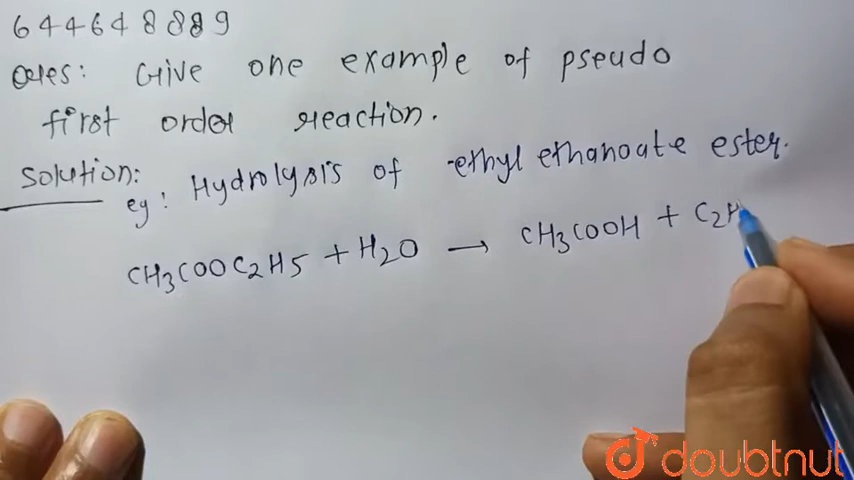 644648889
Ques: Give one example of pseudo
first order reaction.
Solution:
eg: Hydrolysis of ethyl ethanoate ester.
CH3COOC2H5 + H2O → CH3COOH + C2H
doubtnut